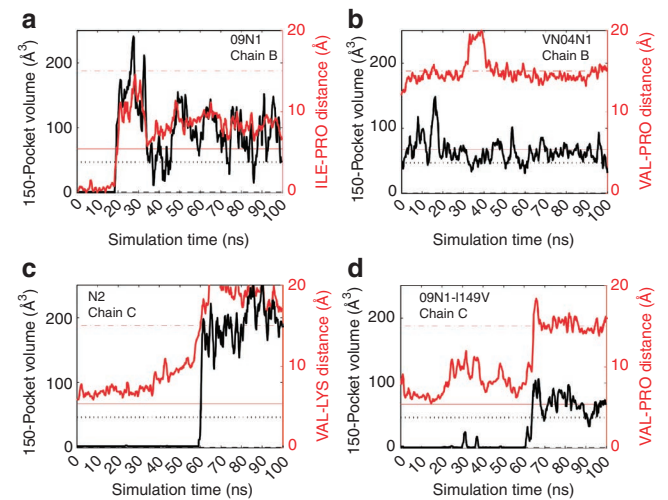 a
09N1
Chain B
150-Pocket volume (Å³)
200
100
0
20
10
0
ILE-PRO distance (Å)
0 10 20 30 40 50 60 70 80 90 100
Simulation time (ns)
b
VN04N1
Chain B
150-Pocket volume (Å³)
200
100
0
20
10
0
VAL-PRO distance (Å)
0 10 20 30 40 50 60 70 80 90 100
Simulation time (ns)
c
N2
Chain C
150-Pocket volume (Å³)
200
100
0
20
10
0
VAL-LYS distance (Å)
0 10 20 30 40 50 60 70 80 90 100
Simulation time (ns)
d
09N1-I149V
Chain C
150-Pocket volume (Å³)
200
100
0
20
10
0
VAL-PRO distance (Å)
0 10 20 30 40 50 60 70 80 90 100
Simulation time (ns)